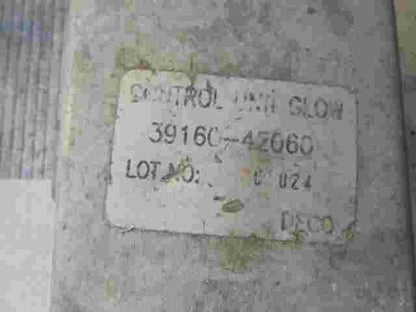 CONTROL UNIT GLOW
39160-42060
LOT NO:
DECO